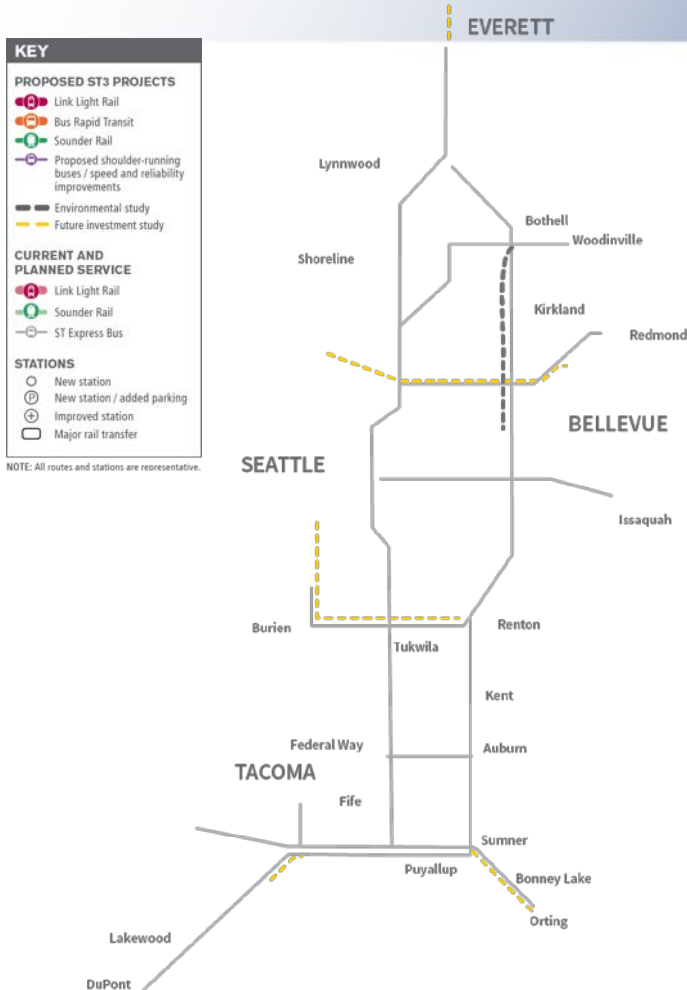 EVERETT
KEY
PROPOSED ST3 PROJECTS
Link Light Rail
Bus Rapid Transit
Sounder Rail
Proposed shoulder-running
buses / speed and reliability
improvements
Environmental study
Future investment study
CURRENT AND
PLANNED SERVICE
Link Light Rail
Sounder Rail
ST Express Bus
STATIONS
New station
P New station / added parking
Improved station
Major rail transfer
NOTE: All routes and stations are representative.
Lynnwood
Bothell
Woodinville
Shoreline
Kirkland
Redmond
BELLEVUE
SEATTLE
Issaquah
Burien
Renton
Tukwila
Kent
Federal Way
Auburn
TACOMA
Fife
Sumner
Puyallup
Bonney Lake
Orting
Lakewood
DuPont